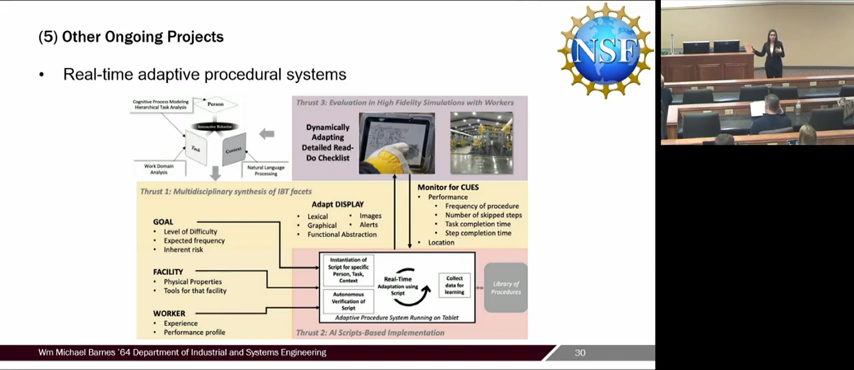 (5) Other Ongoing Projects
NSF
• Real-time adaptive procedural systems
Cognitive Process Modeling
Hierarchical Task Analysis
Person
Interactive Behavior
Task
Context
Work Domain
Analysis
Natural Language
Processing
Thrust 3: Evaluation in High Fidelity Simulations with Workers
Dynamically
Adapting
Detailed Read-
Do Checklist
Thrust 1: Multidisciplinary synthesis of IBT facets
GOAL
• Level of Difficulty
• Expected frequency
• Inherent risk
FACILITY
• Physical Properties
• Tools for that facility
WORKER
• Experience
• Performance profile
Adapt DISPLAY
• Lexical • Images
• Graphical • Alerts
• Functional Abstraction
Monitor for CUES
• Performance
• Frequency of procedure
• Number of skipped steps
• Task completion time
• Step completion time
• Location
Instantiation of
Script for specific
Person, Task,
Context
Autonomous
Verification of
Script
Real-Time
Adaptation using
Script
Collect
data for
learning
Library of
Procedures
Adaptive Procedure System Running on Tablet
Thrust 2: AI Scripts-Based Implementation
Wm Michael Barnes '64 Department of Industrial and Systems Engineering
30